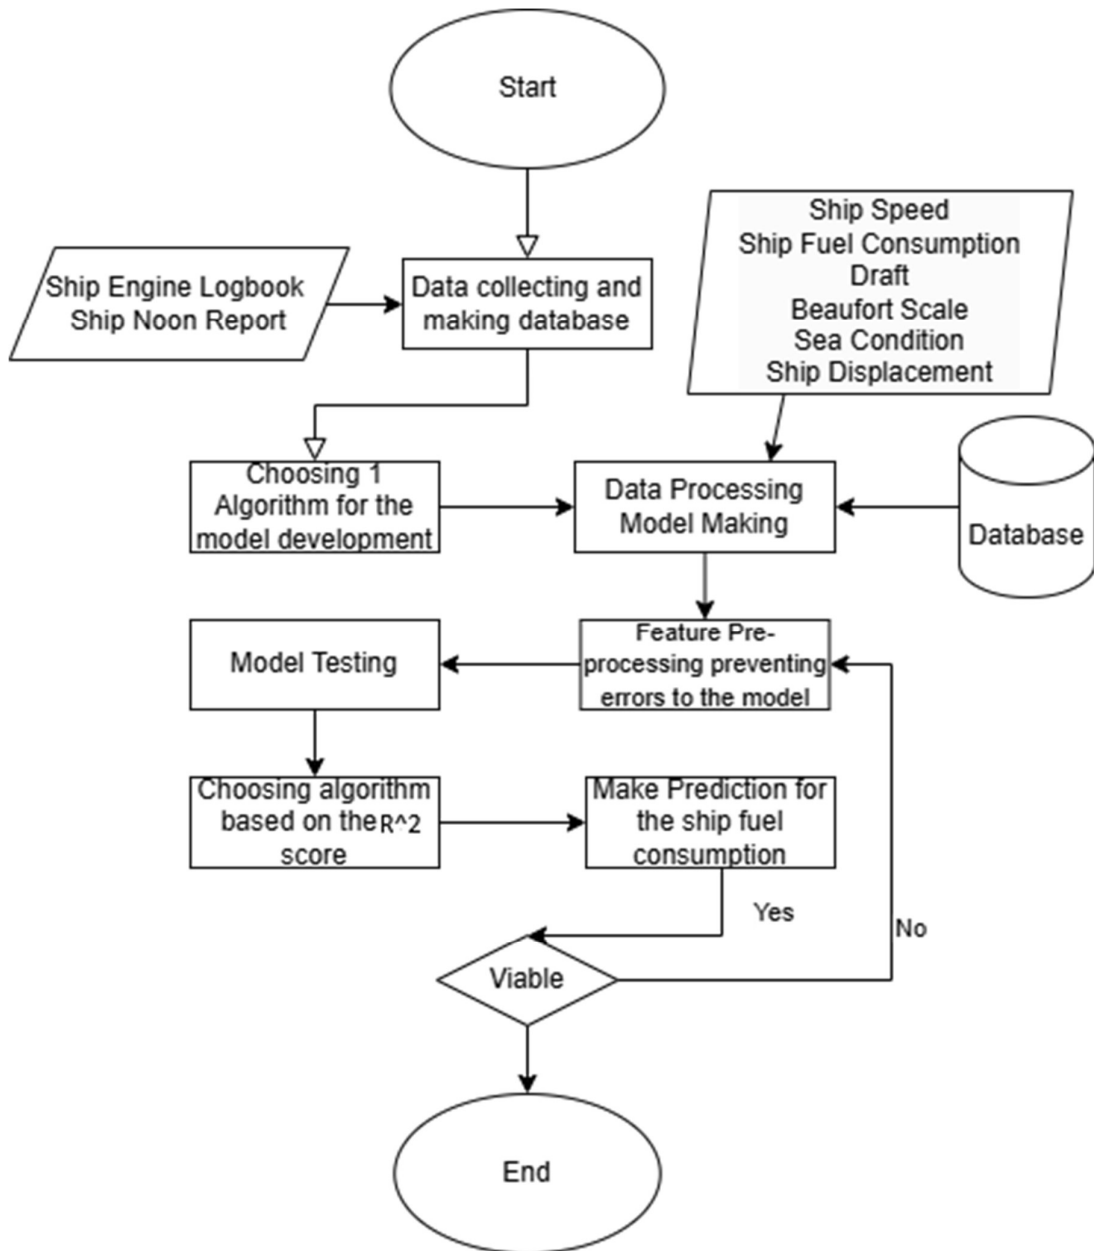 Start
Ship Speed
Ship Fuel Consumption
Draft
Beaufort Scale
Sea Condition
Ship Displacement
Ship Engine Logbook
Ship Noon Report
Data collecting and
making database
Choosing 1
Algorithm for the
model development
Data Processing
Model Making
Database
Model Testing
Feature Pre-
processing preventing
errors to the model
Choosing algorithm
based on the R^2
score
Make Prediction for
the ship fuel
consumption
Yes
No
Viable
End